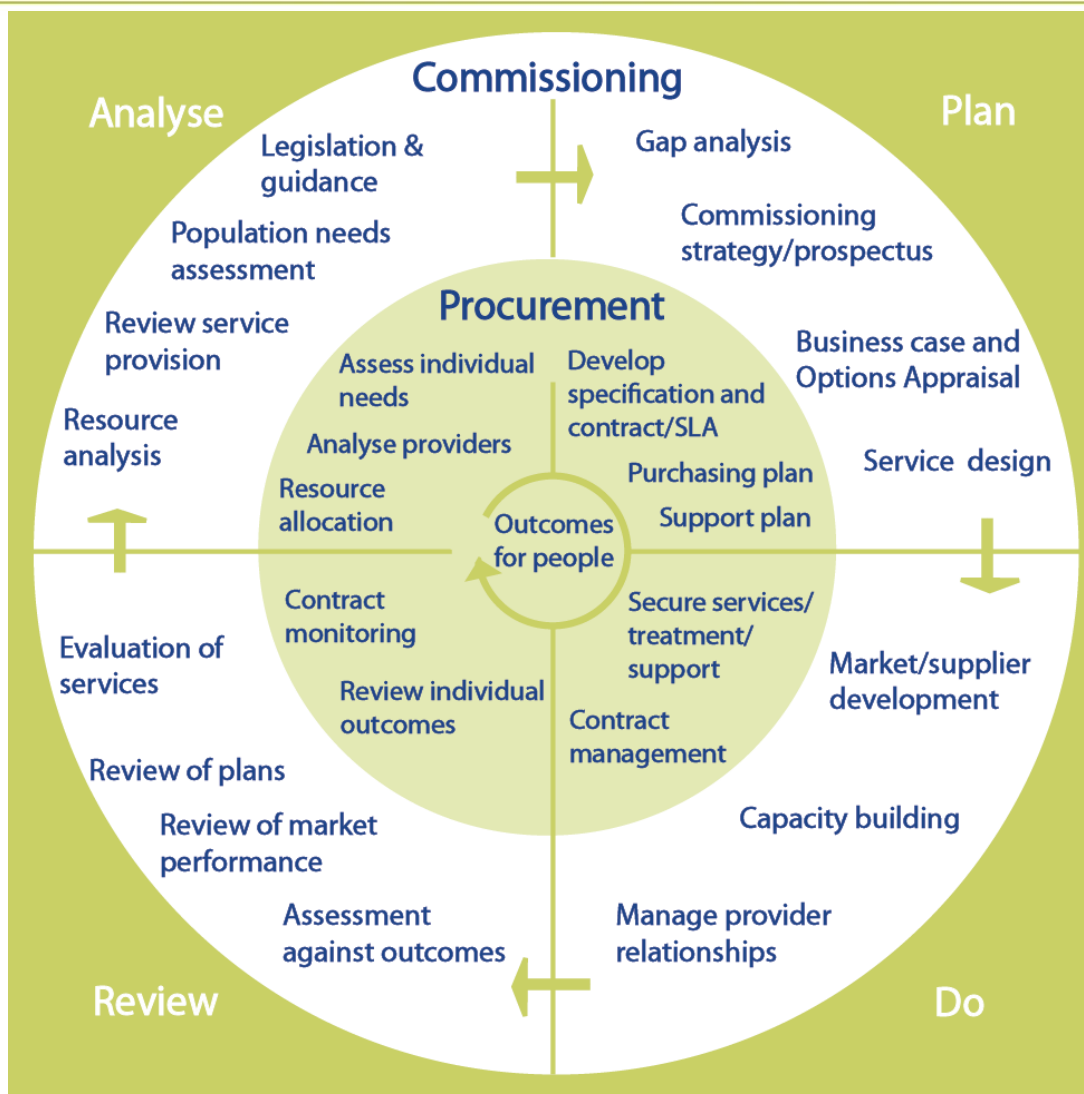 Commissioning
Analyse
Plan
Legislation &
guidance
Population needs
assessment
Review service
provision
Resource
analysis
Gap analysis
Commissioning
strategy/prospectus
Business case and
Options Appraisal
Service design
Procurement
Assess individual
needs
Analyse providers
Resource
allocation
Develop
specification and
contract/SLA
Purchasing plan
Support plan
Outcomes
for people
Contract
monitoring
Review individual
outcomes
Secure services/
treatment/
support
Contract
management
Evaluation of
services
Review of plans
Review of market
performance
Assessment
against outcomes
Market/supplier
development
Capacity building
Manage provider
relationships
Review
Do